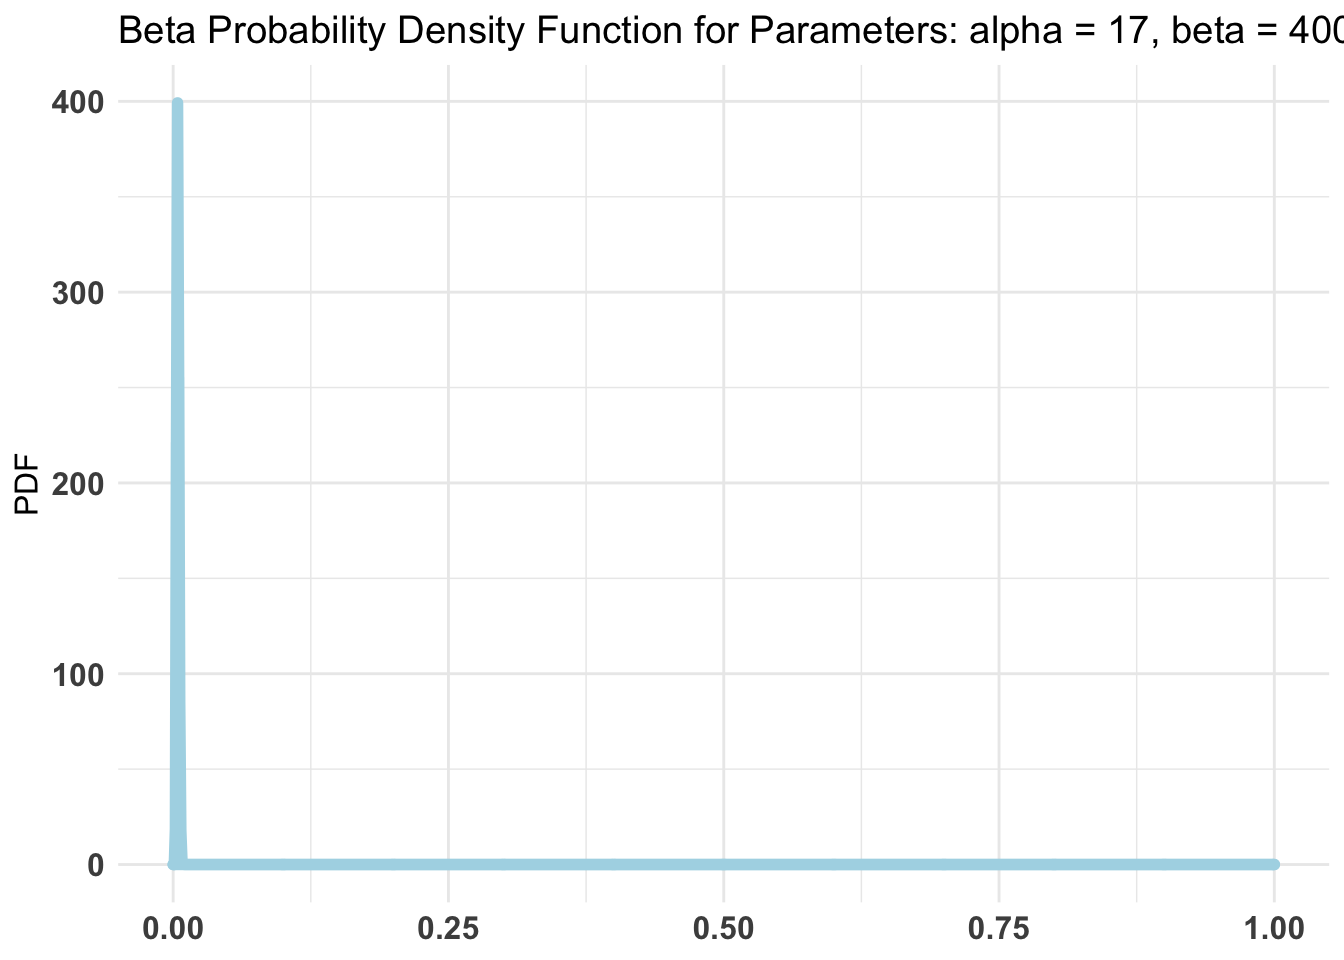 Beta Probability Density Function for Parameters: alpha = 17, beta = 400
400
300
200
100
0
PDF
0.00 0.25 0.50 0.75 1.00